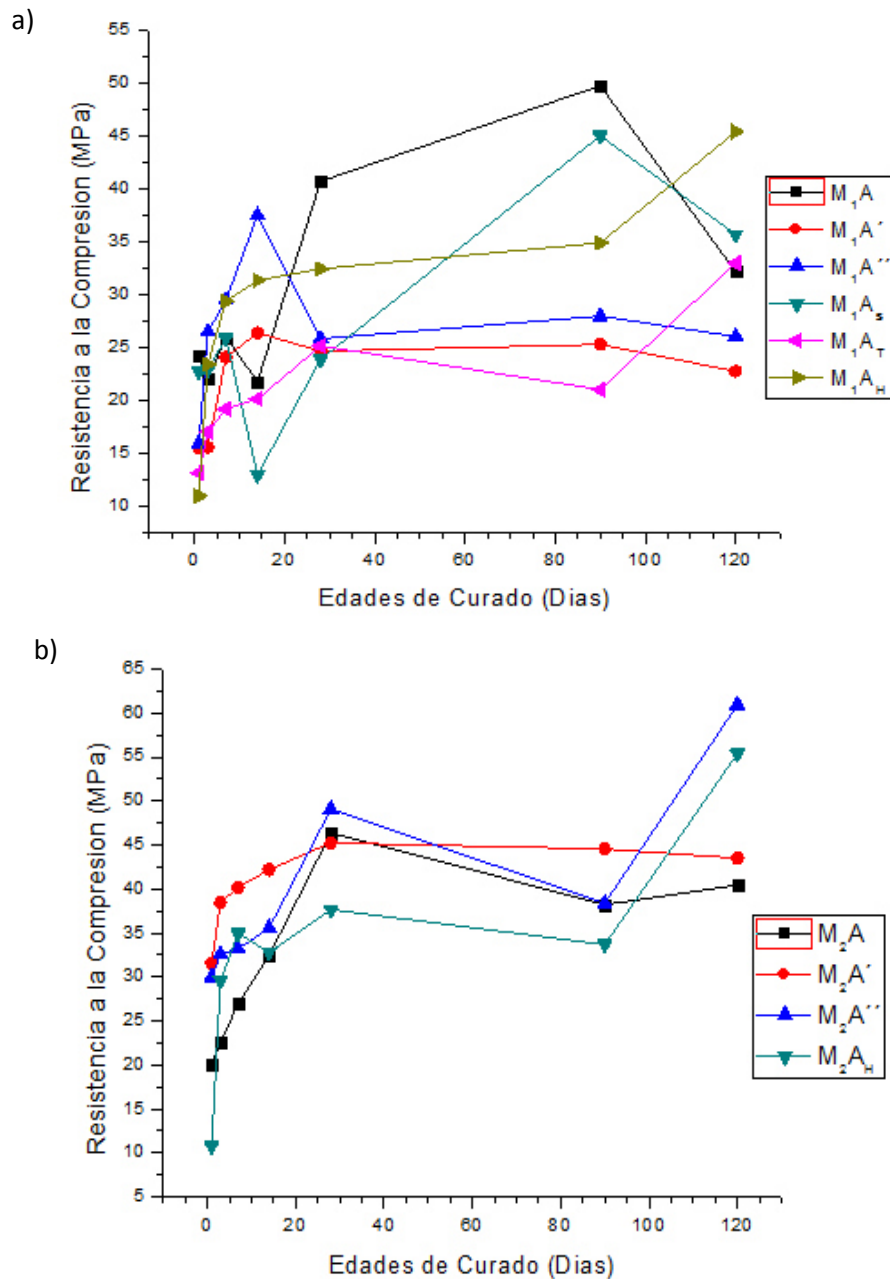 a)
Resistencia a la Compresion (MPa)
55
50
45
40
35
30
25
20
15
10
0 20 40 60 80 100 120
Edades de Curado (Dias)
M₁A
M₁A´
M₁A´´
M₁Aₛ
M₁A_T
M₁A_H
b)
Resistencia a la Compresion (MPa)
65
60
55
50
45
40
35
30
25
20
15
10
5
0 20 40 60 80 100 120
Edades de Curado (Dias)
M₂A
M₂A´
M₂A´´
M₂A_H